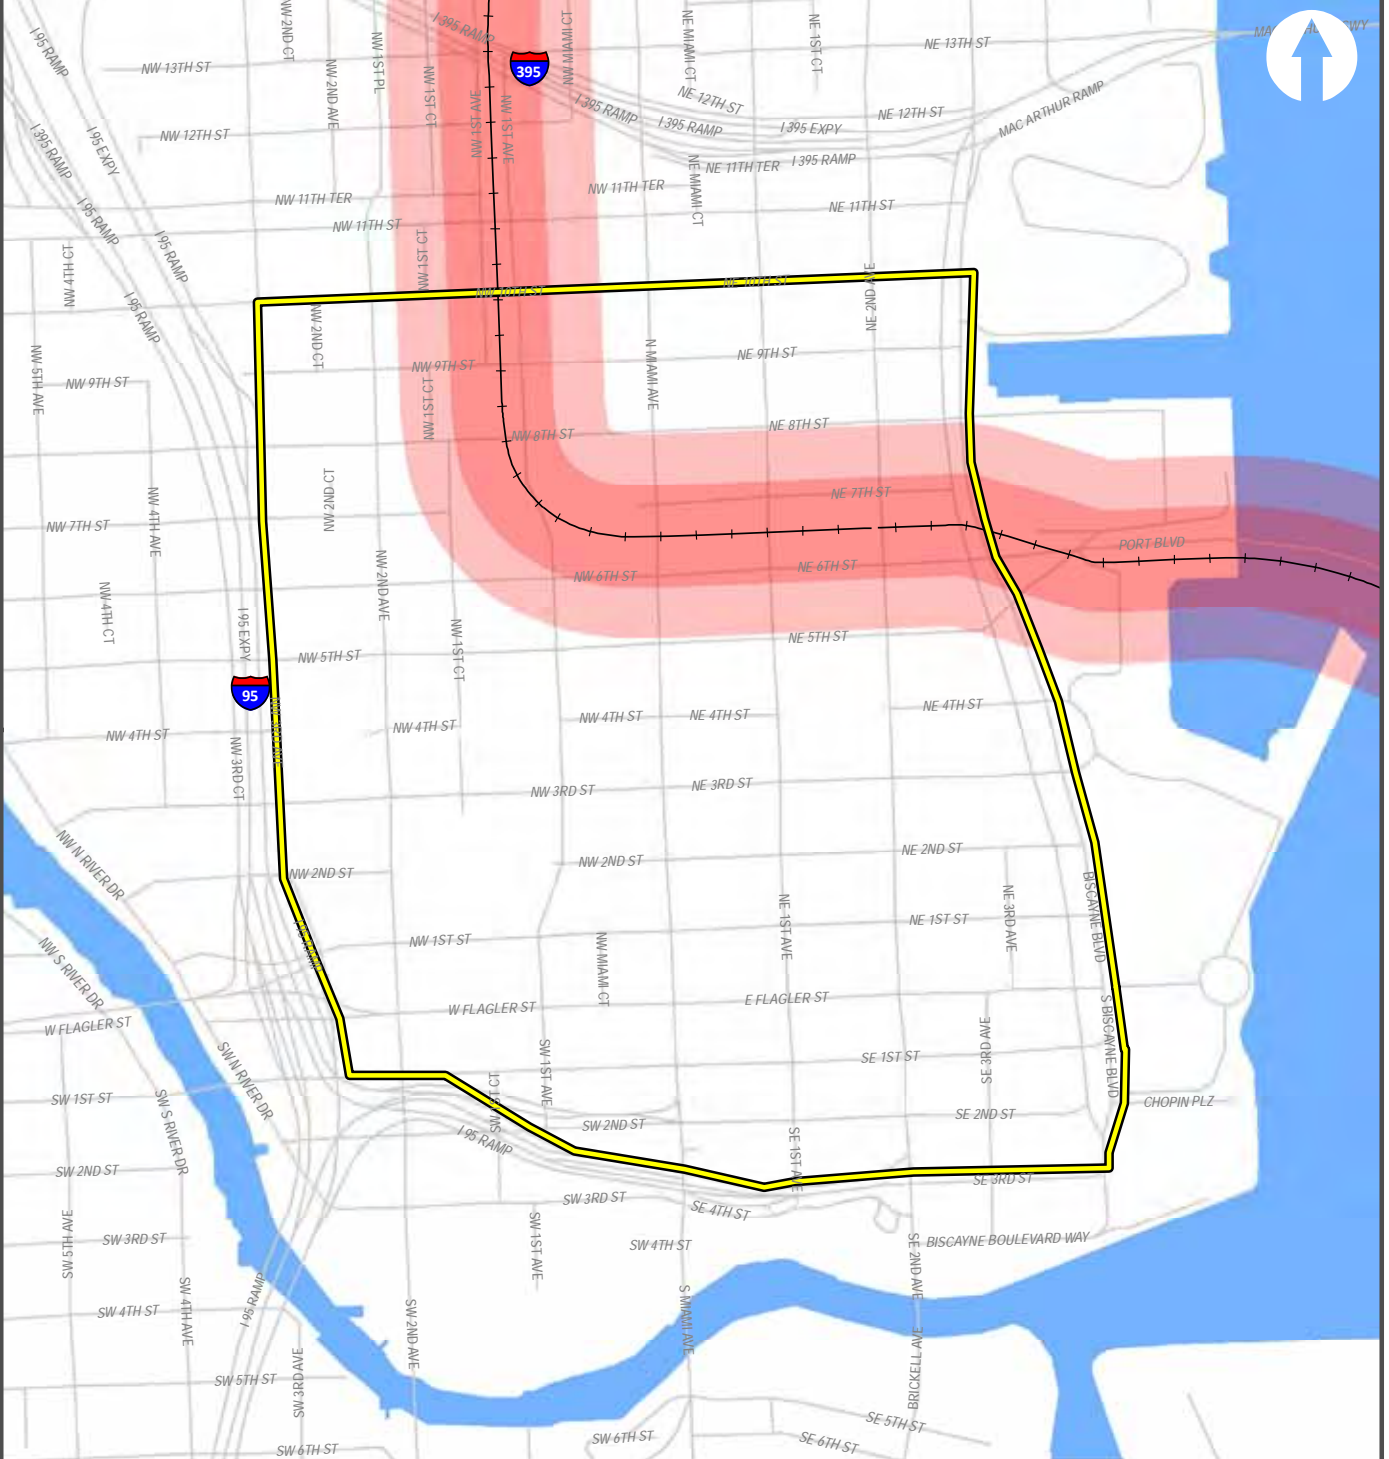 I 395 RAMP
NW 2ND CT
NW MIAMI CT
NE MIAMI CT
NE 1ST CT
I 95 RAMP
NW 1ST PL
NE 13TH ST
395
NW 13TH ST
NW 2ND AVE
NW 1ST CT
NW 1ST AVE
NW 1ST AVE
NE 12TH ST
I 395 RAMP
NE 12TH ST
MAC ARTHUR RAMP
NW 12TH ST
I 395 RAMP
I 95 EXPY
I 395 RAMP
I 395 EXPY
NE 11TH TER
I 395 RAMP
NE MIAMI CT
NW 11TH TER
NW 11TH TER
I 95 RAMP
NE 11TH ST
NW 11TH ST
I 95 RAMP
NW 4TH CT
NW 1ST CT
NE 2ND AVE
NW 10TH ST
NE 10TH ST
I 95 RAMP
NW 2ND CT
NW 5TH AVE
NW 9TH ST
NE 9TH ST
N MIAMI AVE
NW 9TH ST
NW 1ST CT
NW 8TH ST
NE 8TH ST
NW 2ND CT
NE 7TH ST
NW 4TH AVE
NW 7TH ST
PORT BLVD
NW 2ND AVE
NW 6TH ST
NE 6TH ST
NW 4TH CT
I 95 EXPY
NW 1ST CT
NE 5TH ST
NW 5TH ST
95
NE 4TH ST
NW 4TH ST
NW 4TH ST
NE 4TH ST
NW 4TH ST
NW 3RD CT
NW 3RD ST
NE 3RD ST
NW N RIVER DR
NW 2ND ST
NW 2ND ST
NE 2ND ST
BISCAYNE BLVD
NE 1ST AVE
NE 3RD AVE
NE 1ST ST
NW 1ST ST
NW MIAMI CT
NW S RIVER DR
I 95 RAMP
W FLAGLER ST
E FLAGLER ST
S BISCAYNE BLVD
W FLAGLER ST
SW N RIVER DR
SW 1ST AVE
SE 3RD AVE
SE 1ST ST
SW 1ST ST
SW S RIVER DR
SW 1ST CT
CHOPIN PLZ
SE 2ND ST
SW 2ND ST
I 95 RAMP
SE 1ST AVE
SW 2ND ST
SE 3RD ST
SW 3RD ST
SE 4TH ST
SW 5TH AVE
SW 3RD ST
SW 1ST AVE
SW 4TH ST
SE 2ND AVE
BISCAYNE BOULEVARD WAY
SW 4TH ST
SW 4TH AVE
I 95 RAMP
S MIAMI AVE
SW 2ND AVE
SW 3RD AVE
BRICKELL AVE
SW 5TH ST
SE 5TH ST
SW 6TH ST
SW 6TH ST
SE 6TH ST